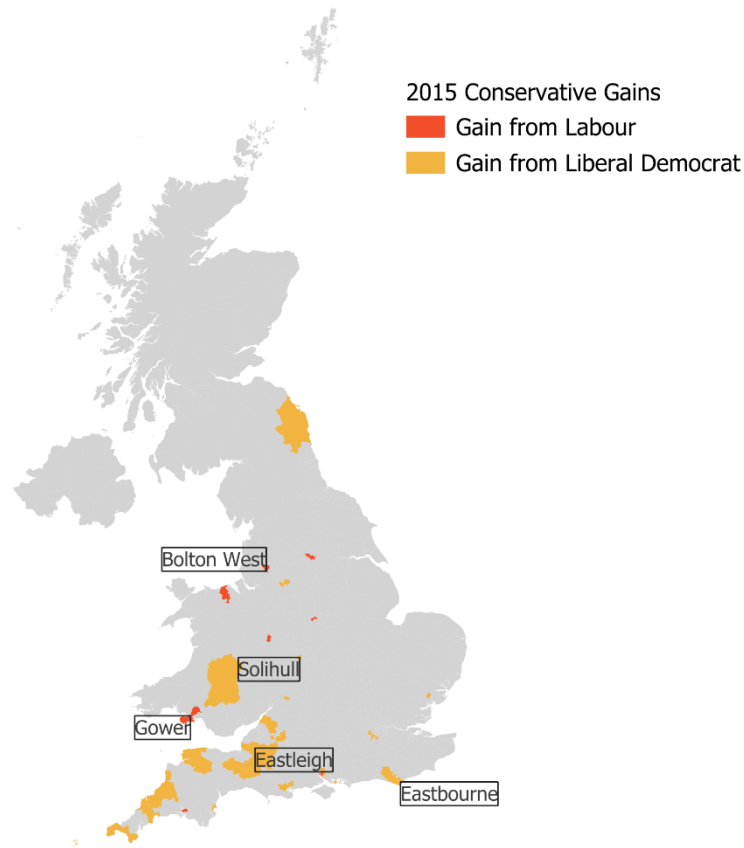 2015 Conservative Gains
Gain from Labour
Gain from Liberal Democrat
Bolton West
Solihull
Gower
Eastleigh
Eastbourne